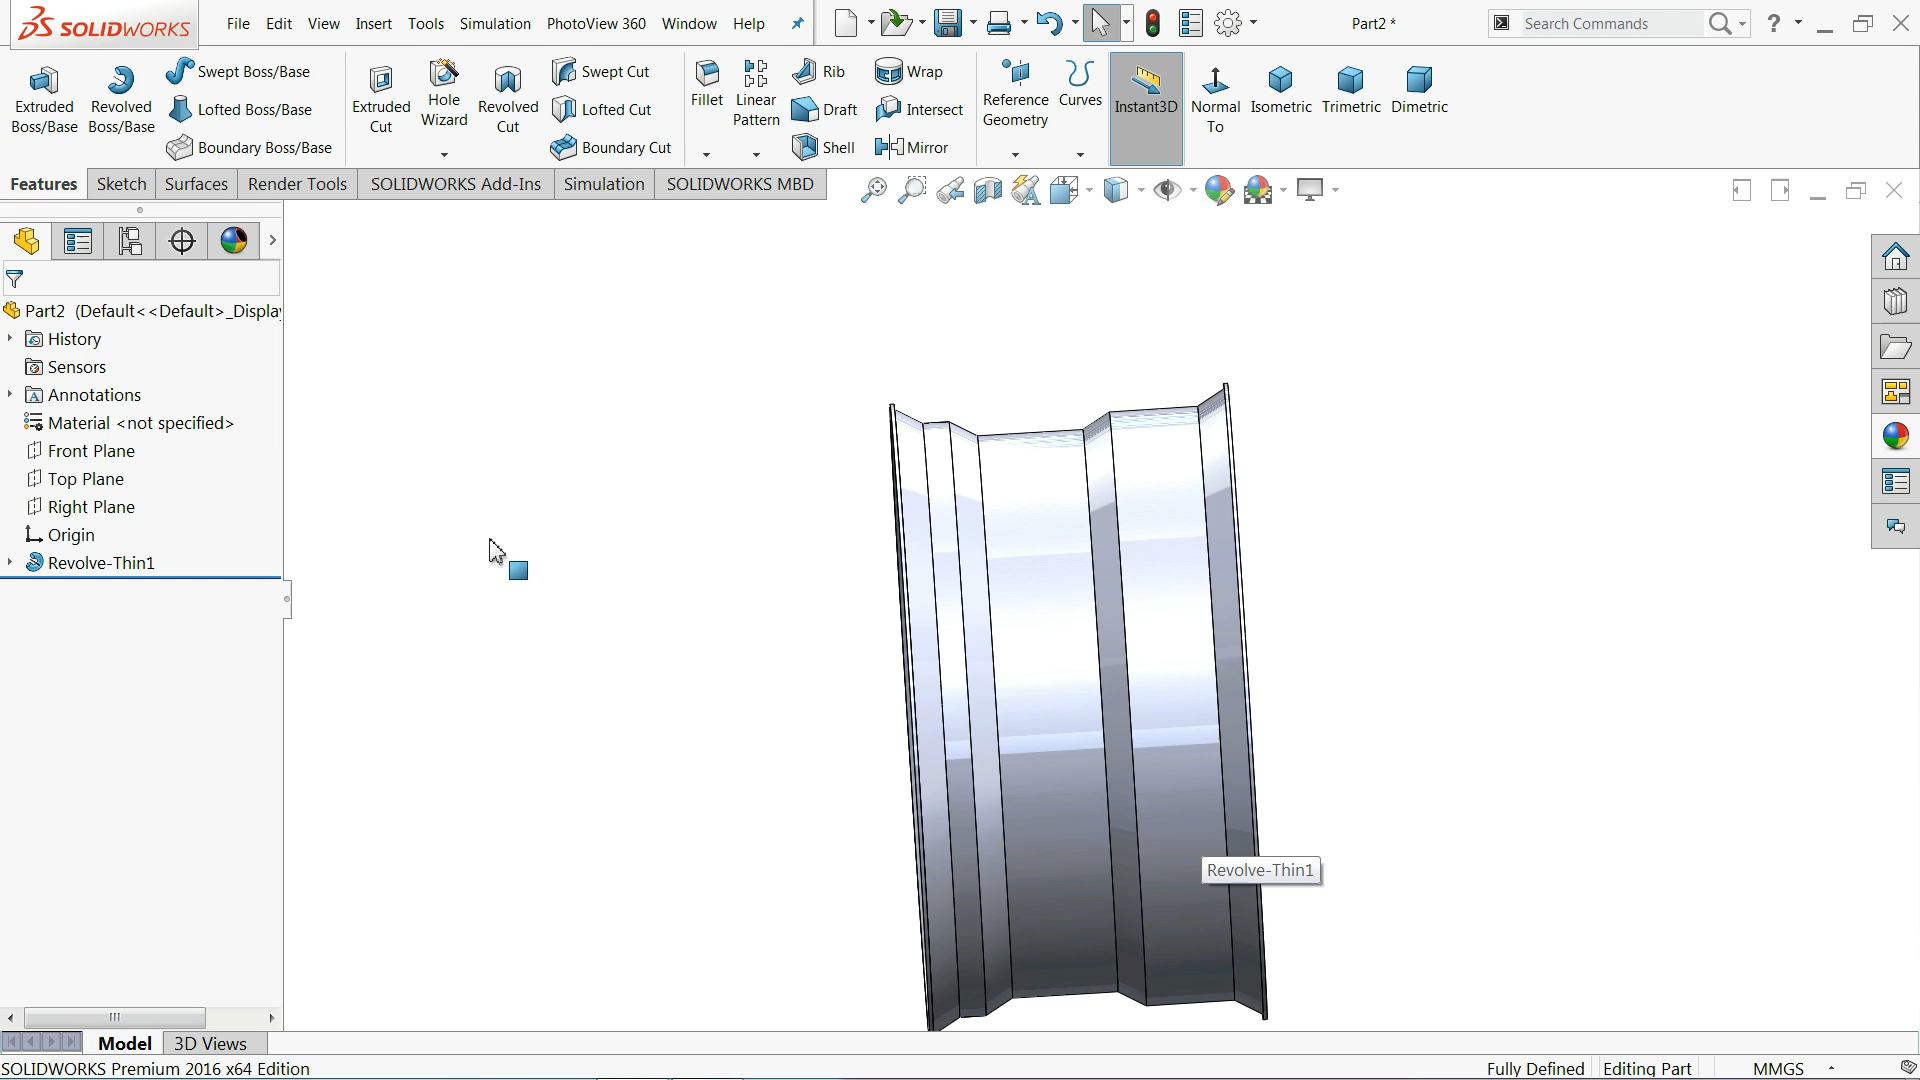 SOLIDWORKS File Edit View Insert Tools Simulation PhotoView 360 Window Help Part2 * Search Commands ?
Extruded Boss/Base
Revolved Boss/Base
Swept Boss/Base
Lofted Boss/Base
Boundary Boss/Base
Extruded Cut
Hole Wizard
Revolved Cut
Swept Cut
Lofted Cut
Boundary Cut
Fillet
Linear Pattern
Rib
Draft
Shell
Wrap
Intersect
Mirror
Reference Geometry
Curves
Instant3D
Normal To
Isometric
Trimetric
Dimetric
Features Sketch Surfaces Render Tools SOLIDWORKS Add-Ins Simulation SOLIDWORKS MBD
Part2 (Default<<Default>_Displa
History
Sensors
Annotations
Material <not specified>
Front Plane
Top Plane
Right Plane
Origin
Revolve-Thin1
Revolve-Thin1
Model 3D Views
SOLIDWORKS Premium 2016 x64 Edition Fully Defined Editing Part MMGS